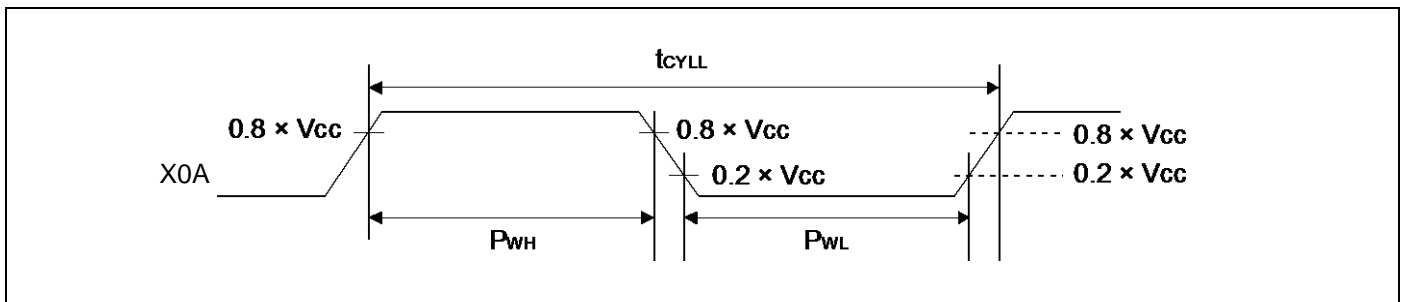 tCYLL
0.8 × Vcc
0.8 × Vcc
0.8 × Vcc
X0A
0.2 × Vcc
0.2 × Vcc
PWH
PWL